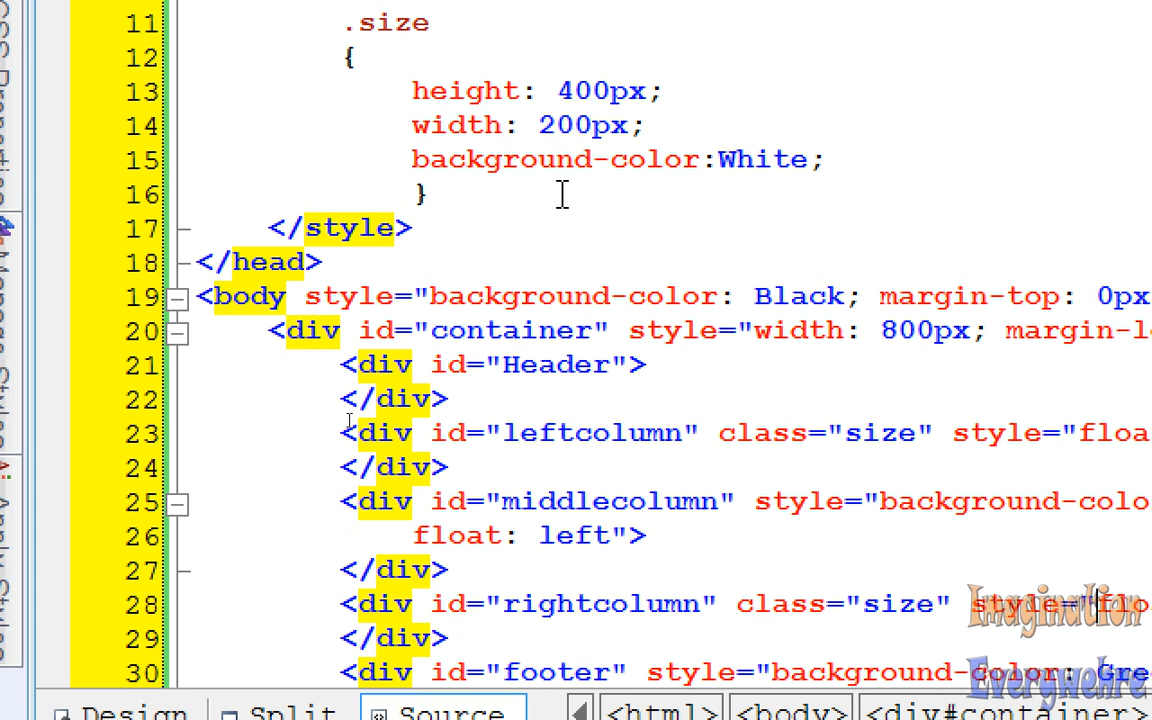 11 .size
12 {
13 height: 400px;
14 width: 200px;
15 background-color:White;
16 }
17 </style>
18 </head>
19 <body style="background-color: Black; margin-top: 0px
20 <div id="container" style="width: 800px; margin-l
21 <div id="Header">
22 </div>
23 <div id="leftcolumn" class="size" style="floa
24 </div>
25 <div id="middlecolumn" style="background-colo
26 float: left">
27 </div>
28 <div id="rightcolumn" class="size" style="flo
29 </div>
30 <div id="footer" style="background-color: Gre
Imagination
Everywehre
Design Split Source <html> <body> <div#container>